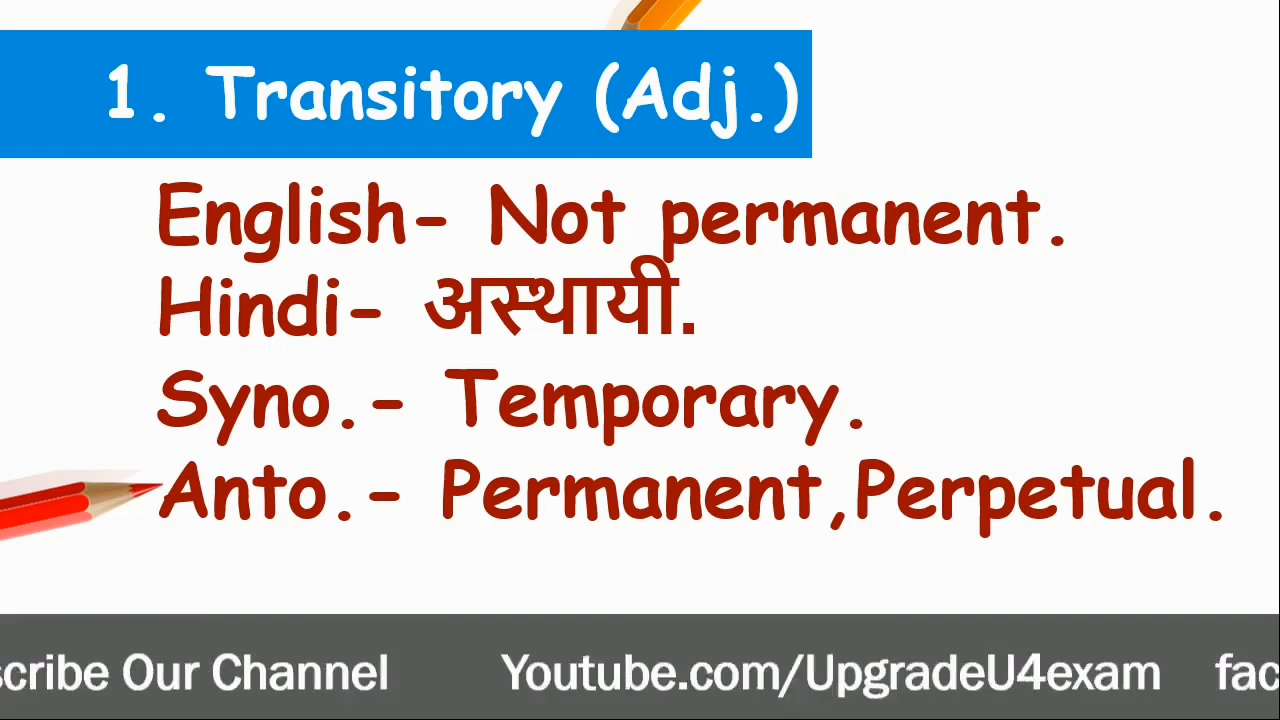 1. Transitory (Adj.)
English- Not permanent.
Hindi- अस्थायी.
Syno.- Temporary.
Anto.- Permanent,Perpetual.
scribe Our Channel Youtube.com/UpgradeU4exam fac